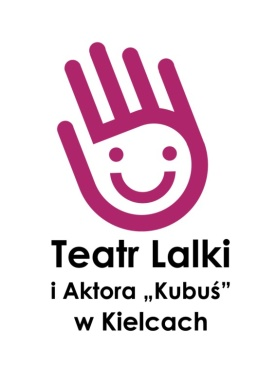 Teatr Lalki
i Aktora „Kubuś”
w Kielcach